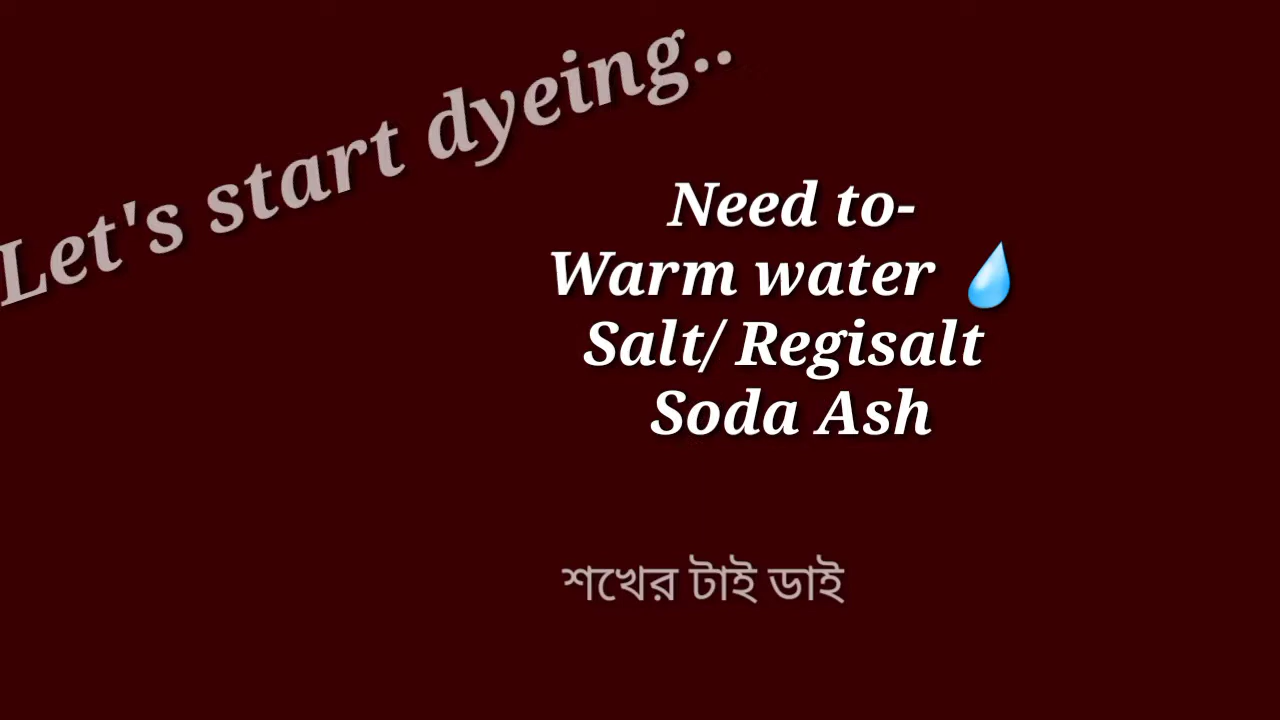 Let's start dyeing..
Need to-
Warm water 💧
Salt/ Regisalt
Soda Ash
শখের টাই ডাই